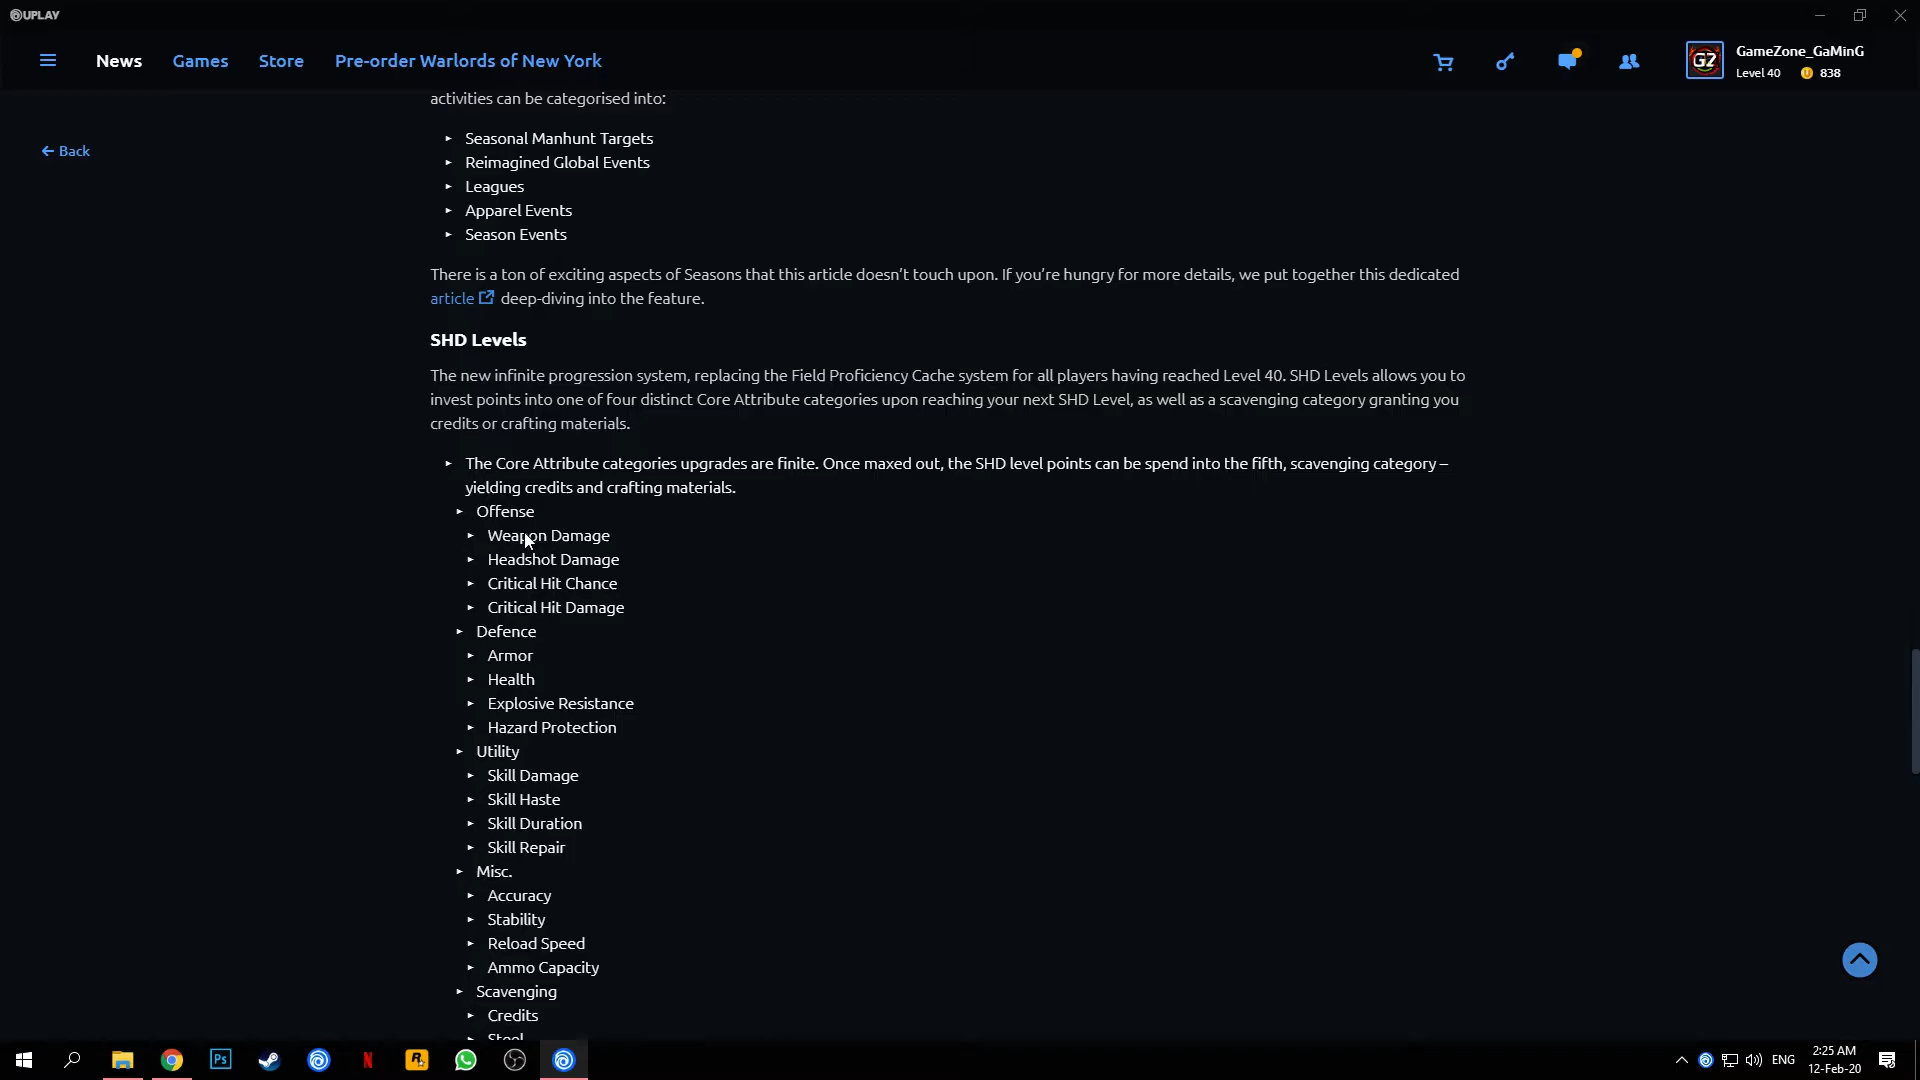 UPLAY
News Games Store Pre-order Warlords of New York
GameZone_GaMinG
Level 40 838
activities can be categorised into:
Back
Seasonal Manhunt Targets
Reimagined Global Events
Leagues
Apparel Events
Season Events
There is a ton of exciting aspects of Seasons that this article doesn't touch upon. If you're hungry for more details, we put together this dedicated
article deep-diving into the feature.
SHD Levels
The new infinite progression system, replacing the Field Proficiency Cache system for all players having reached Level 40. SHD Levels allows you to
invest points into one of four distinct Core Attribute categories upon reaching your next SHD Level, as well as a scavenging category granting you
credits or crafting materials.
The Core Attribute categories upgrades are finite. Once maxed out, the SHD level points can be spend into the fifth, scavenging category –
yielding credits and crafting materials.
Offense
Weapon Damage
Headshot Damage
Critical Hit Chance
Critical Hit Damage
Defence
Armor
Health
Explosive Resistance
Hazard Protection
Utility
Skill Damage
Skill Haste
Skill Duration
Skill Repair
Misc.
Accuracy
Stability
Reload Speed
Ammo Capacity
Scavenging
Credits
Steel
Ps N R ENG
2:25 AM
12-Feb-20